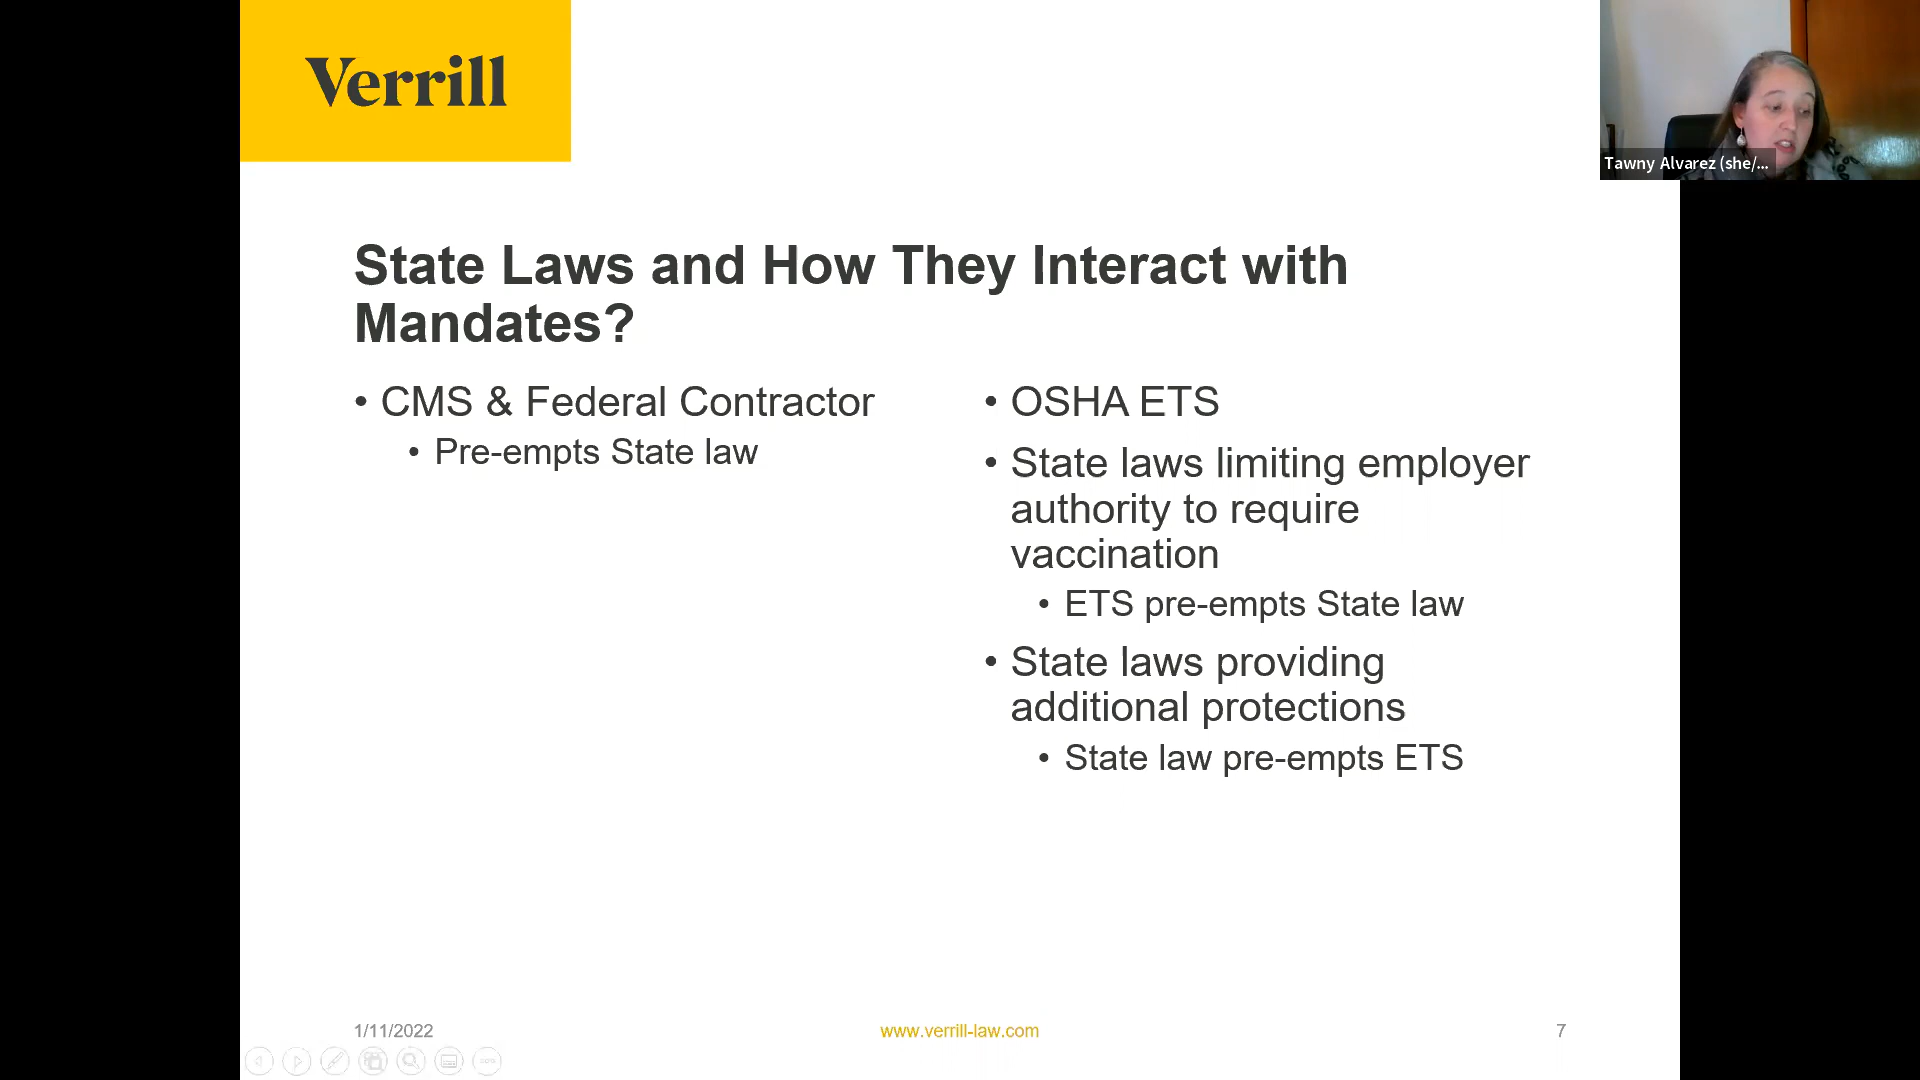 Verrill
Tawny Alvarez (she/...
State Laws and How They Interact with
Mandates?
• CMS & Federal Contractor
• Pre-empts State law
• OSHA ETS
• State laws limiting employer
authority to require
vaccination
• ETS pre-empts State law
• State laws providing
additional protections
• State law pre-empts ETS
1/11/2022
www.verrill-law.com
7